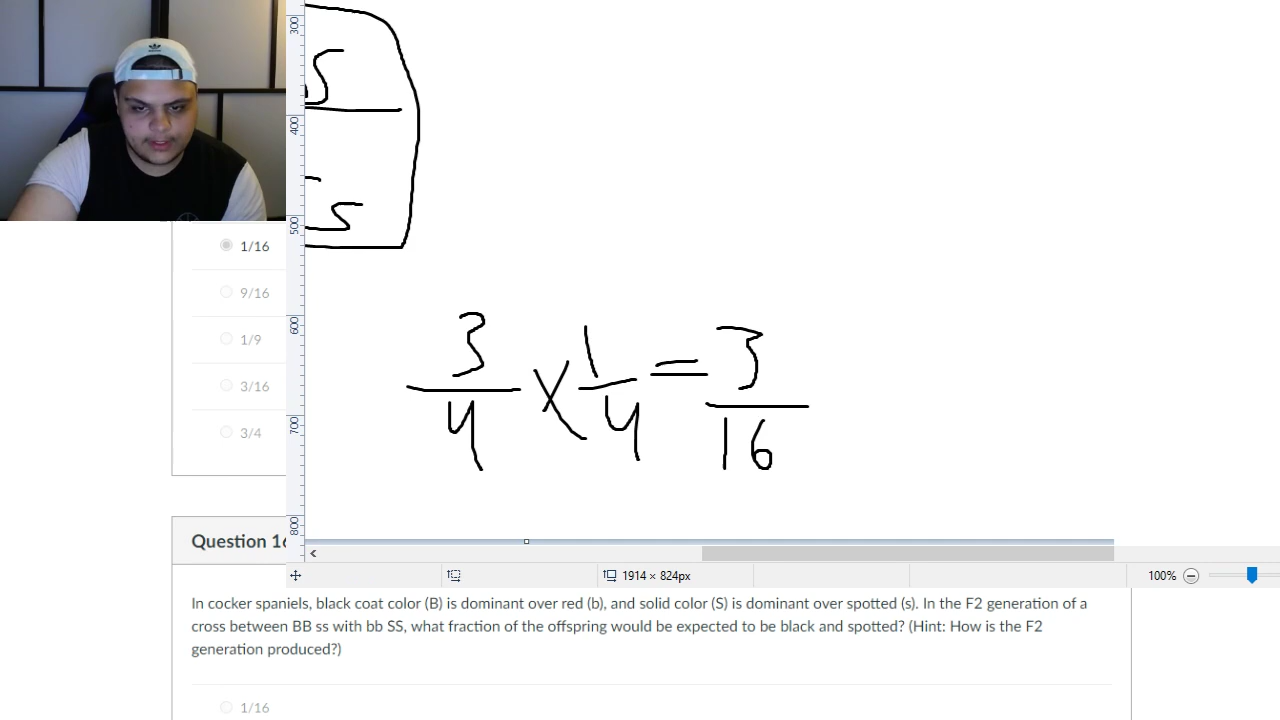 300
S
400
S
500
1/16
9/16
1/9
3/16
3/4
600
3/4 x 1/4 = 3/16
700
800
Question 16
1914 × 824px
100%
In cocker spaniels, black coat color (B) is dominant over red (b), and solid color (S) is dominant over spotted (s). In the F2 generation of a
cross between BB ss with bb SS, what fraction of the offspring would be expected to be black and spotted? (Hint: How is the F2
generation produced?)
1/16